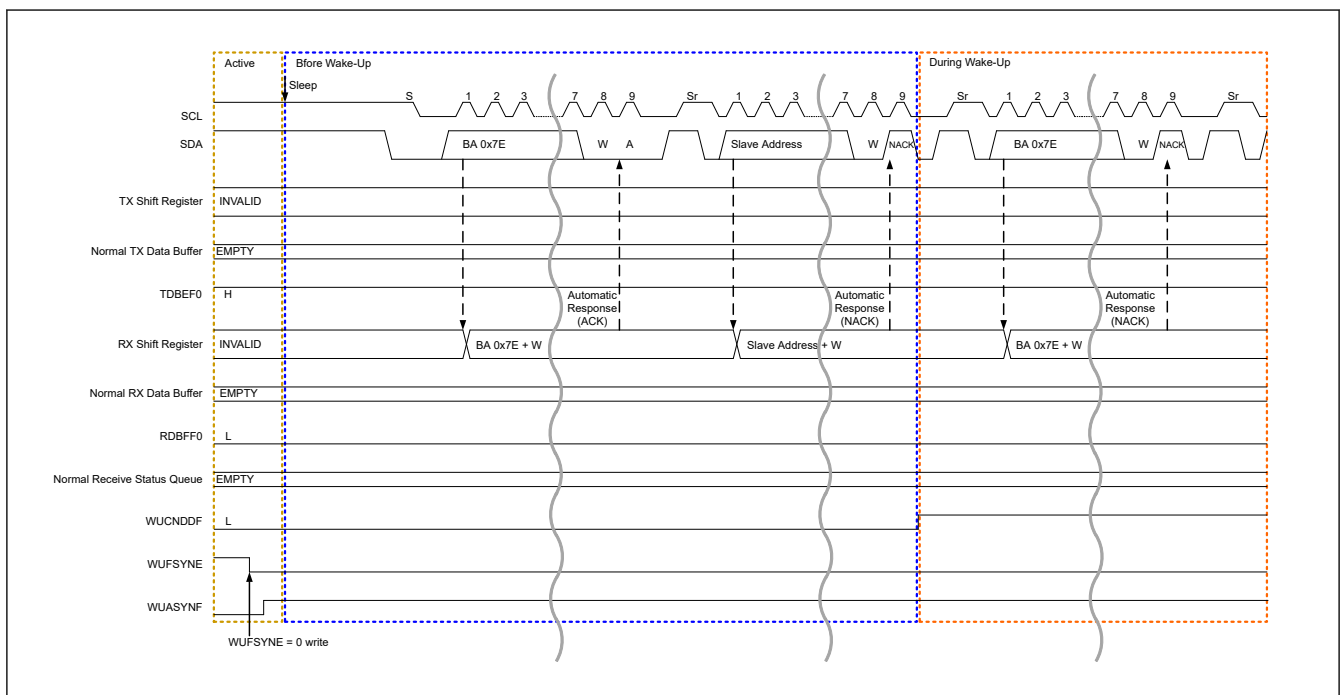 Active
Bfore Wake-Up
During Wake-Up
Sleep
S 1 2 3 7 8 9 Sr 1 2 3 7 8 9 Sr 1 2 3 7 8 9 Sr
SCL
SDA BA 0x7E W A Slave Address W NACK BA 0x7E W NACK
TX Shift Register INVALID
Normal TX Data Buffer EMPTY
TDBEF0 H
Automatic Response (ACK)
Automatic Response (NACK)
Automatic Response (NACK)
RX Shift Register INVALID BA 0x7E + W Slave Address + W BA 0x7E + W
Normal RX Data Buffer EMPTY
RDBFF0 L
Normal Receive Status Queue EMPTY
WUCNDDF L
WUFSYNE
WUASYNF
WUFSYNE = 0 write